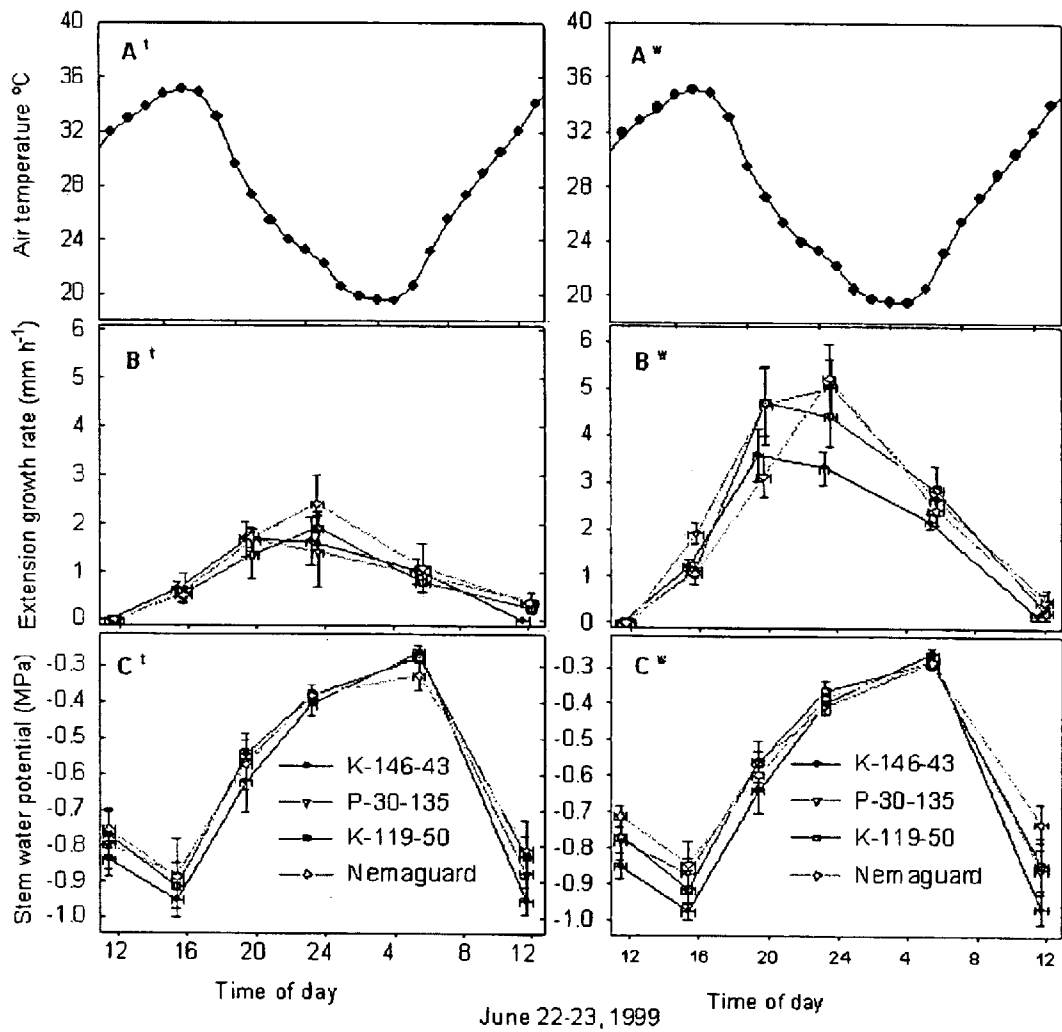 40
36
32
28
24
20
Air temperature ºC
A t
40
36
32
28
24
20
A w
6
5
4
3
2
1
0
Extension growth rate (mm h⁻¹)
B t
6
5
4
3
2
1
0
B w
-0.3
-0.4
-0.5
-0.6
-0.7
-0.8
-0.9
-1.0
Stem water potential (MPa)
C t
K-146-43
P-30-135
K-119-50
Nemaguard
-0.3
-0.4
-0.5
-0.6
-0.7
-0.8
-0.9
-1.0
C w
K-146-43
P-30-135
K-119-50
Nemaguard
12 16 20 24 4 8 12
12 16 20 24 4 8 12
Time of day
Time of day
June 22-23, 1999